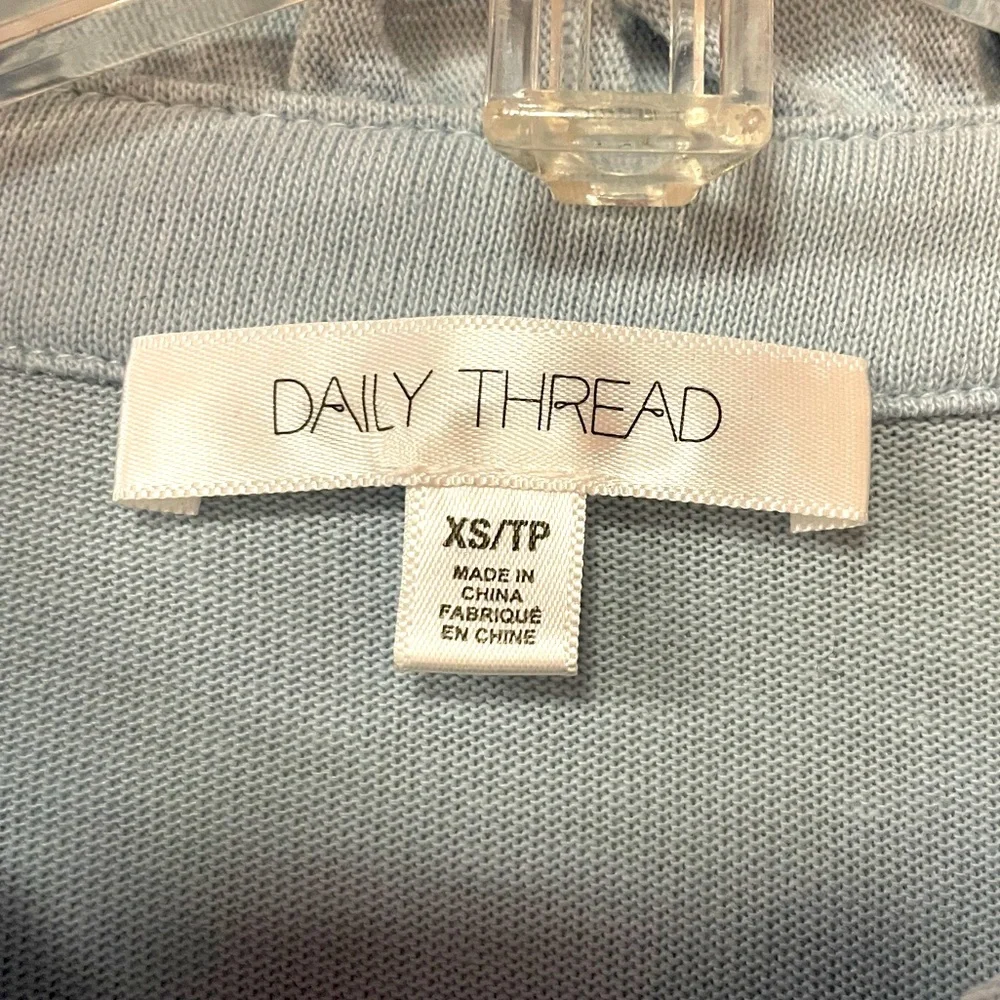 DAILY THREAD
XS/TP
MADE IN
CHINA
FABRIQUÉ
EN CHINE